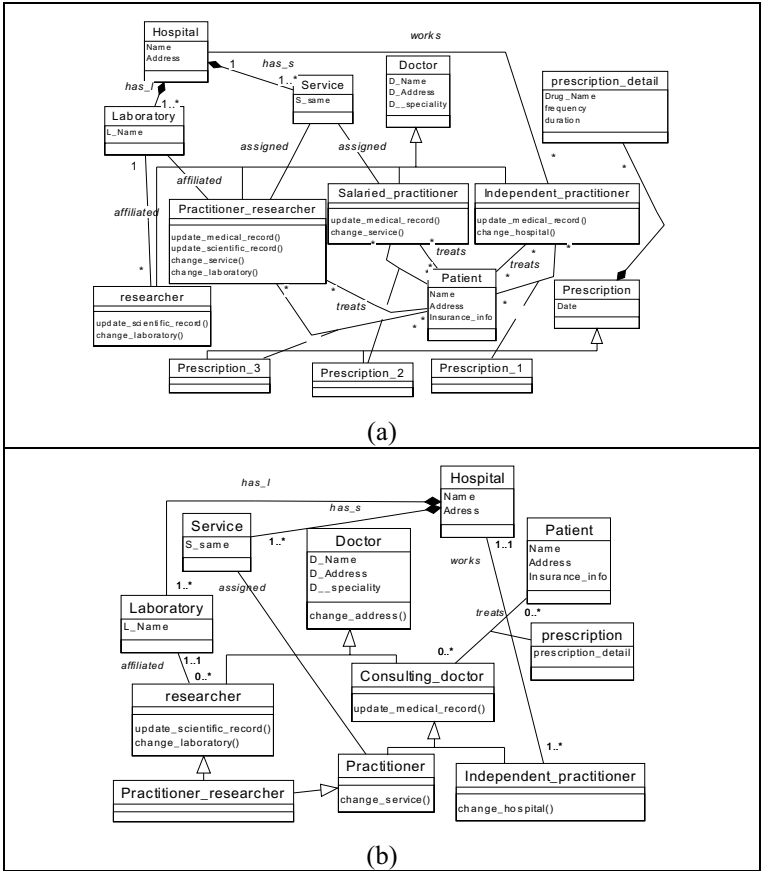 Hospital
Name
Address
works
has_l
1
has_s
1..*
Service
S_same
Doctor
D_Name
D_Address
D__speciality
prescription_detail
Drug_Name
frequency
duration
Laboratory
1..*
L_Name
assigned
assigned
1
affiliated
affiliated
*
*
Practitioner_researcher
update_medical_record()
update_scientific_record()
change_service()
change_laboratory()
Salaried_practitioner
update_medical_record()
change_service()
Independent_practitioner
update_medical_record()
change_hospital()
*
*
*
*
treats
treats
*
*
*
*
researcher
update_scientific_record()
change_laboratory()
*
*
treats
Patient
Name
Address
Insurance_info
*
*
*
*
Prescription
Date
Prescription_3
Prescription_2
Prescription_1
(a)
has_l
Hospital
Name
Adress
has_s
Service
S_same
1..*
1..1
works
Doctor
D_Name
D_Address
D__speciality
change_address()
Patient
Name
Address
Insurance_info
assigned
1..*
Laboratory
L_Name
treats
0..*
prescription
prescription_detail
affiliated
1..1
0..*
0..*
researcher
update_scientific_record()
change_laboratory()
Consulting_doctor
update_medical_record()
1..*
Practitioner_researcher
Practitioner
change_service()
Independent_practitioner
change_hospital()
(b)